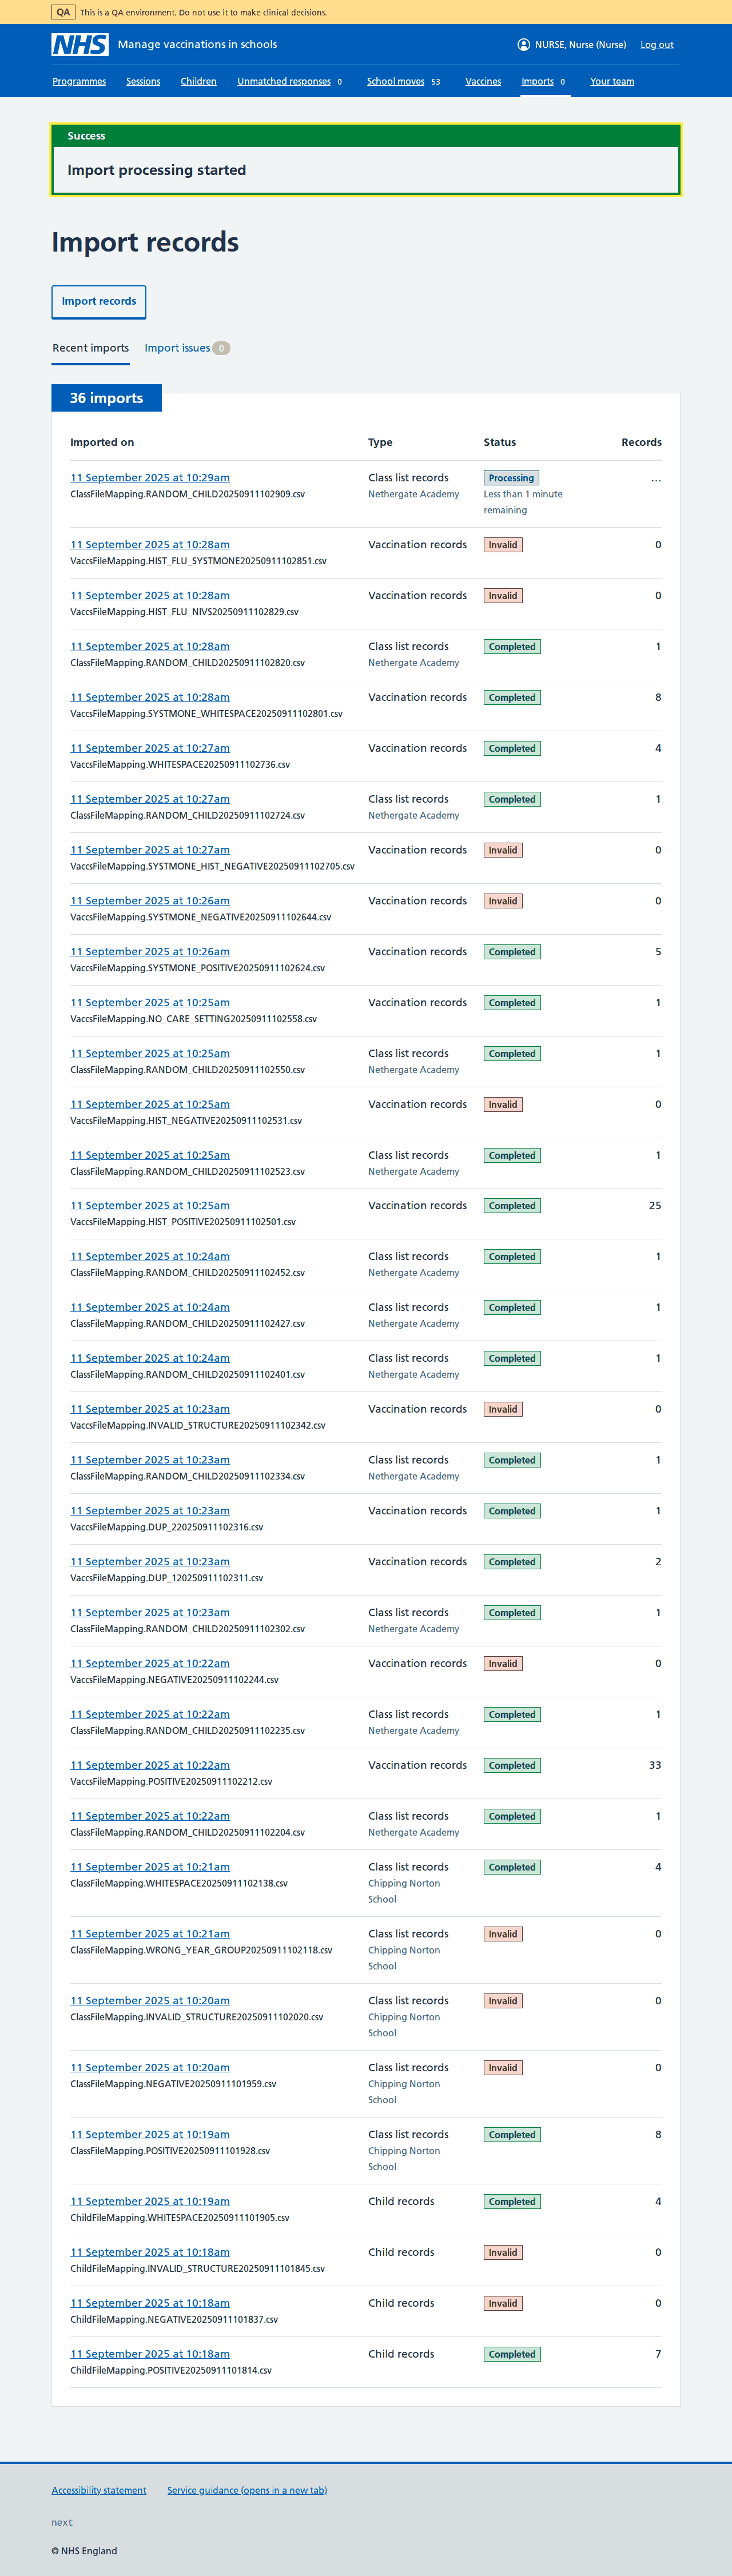 QA This is a QA environment. Do not use it to make clinical decisions.
NHS Manage vaccinations in schools NURSE, Nurse (Nurse) Log out
Programmes Sessions Children Unmatched responses 0 School moves 53 Vaccines Imports 0 Your team
Success
Import processing started
Import records
Import records
Recent imports Import issues 0
36 imports
Imported on Type Status Records
11 September 2025 at 10:29am Class list records Processing ...
ClassFileMapping.RANDOM_CHILD20250911102909.csv Nethergate Academy Less than 1 minute
remaining
11 September 2025 at 10:28am Vaccination records Invalid 0
VaccsFileMapping.HIST_FLU_SYSTMONE20250911102851.csv
11 September 2025 at 10:28am Vaccination records Invalid 0
VaccsFileMapping.HIST_FLU_NIVS20250911102829.csv
11 September 2025 at 10:28am Class list records Completed 1
ClassFileMapping.RANDOM_CHILD20250911102820.csv Nethergate Academy
11 September 2025 at 10:28am Vaccination records Completed 8
VaccsFileMapping.SYSTMONE_WHITESPACE20250911102801.csv
11 September 2025 at 10:27am Vaccination records Completed 4
VaccsFileMapping.WHITESPACE20250911102736.csv
11 September 2025 at 10:27am Class list records Completed 1
ClassFileMapping.RANDOM_CHILD20250911102724.csv Nethergate Academy
11 September 2025 at 10:27am Vaccination records Invalid 0
VaccsFileMapping.SYSTMONE_HIST_NEGATIVE20250911102705.csv
11 September 2025 at 10:26am Vaccination records Invalid 0
VaccsFileMapping.SYSTMONE_NEGATIVE20250911102644.csv
11 September 2025 at 10:26am Vaccination records Completed 5
VaccsFileMapping.SYSTMONE_POSITIVE20250911102624.csv
11 September 2025 at 10:25am Vaccination records Completed 1
VaccsFileMapping.NO_CARE_SETTING20250911102558.csv
11 September 2025 at 10:25am Class list records Completed 1
ClassFileMapping.RANDOM_CHILD20250911102550.csv Nethergate Academy
11 September 2025 at 10:25am Vaccination records Invalid 0
VaccsFileMapping.HIST_NEGATIVE20250911102531.csv
11 September 2025 at 10:25am Class list records Completed 1
ClassFileMapping.RANDOM_CHILD20250911102523.csv Nethergate Academy
11 September 2025 at 10:25am Vaccination records Completed 25
VaccsFileMapping.HIST_POSITIVE20250911102501.csv
11 September 2025 at 10:24am Class list records Completed 1
ClassFileMapping.RANDOM_CHILD20250911102452.csv Nethergate Academy
11 September 2025 at 10:24am Class list records Completed 1
ClassFileMapping.RANDOM_CHILD20250911102427.csv Nethergate Academy
11 September 2025 at 10:24am Class list records Completed 1
ClassFileMapping.RANDOM_CHILD20250911102401.csv Nethergate Academy
11 September 2025 at 10:23am Vaccination records Invalid 0
VaccsFileMapping.INVALID_STRUCTURE20250911102342.csv
11 September 2025 at 10:23am Class list records Completed 1
ClassFileMapping.RANDOM_CHILD20250911102334.csv Nethergate Academy
11 September 2025 at 10:23am Vaccination records Completed 1
VaccsFileMapping.DUP_220250911102316.csv
11 September 2025 at 10:23am Vaccination records Completed 2
VaccsFileMapping.DUP_120250911102311.csv
11 September 2025 at 10:23am Class list records Completed 1
ClassFileMapping.RANDOM_CHILD20250911102302.csv Nethergate Academy
11 September 2025 at 10:22am Vaccination records Invalid 0
VaccsFileMapping.NEGATIVE20250911102244.csv
11 September 2025 at 10:22am Class list records Completed 1
ClassFileMapping.RANDOM_CHILD20250911102235.csv Nethergate Academy
11 September 2025 at 10:22am Vaccination records Completed 33
VaccsFileMapping.POSITIVE20250911102212.csv
11 September 2025 at 10:22am Class list records Completed 1
ClassFileMapping.RANDOM_CHILD20250911102204.csv Nethergate Academy
11 September 2025 at 10:21am Class list records Completed 4
ClassFileMapping.WHITESPACE20250911102138.csv Chipping Norton
School
11 September 2025 at 10:21am Class list records Invalid 0
ClassFileMapping.WRONG_YEAR_GROUP20250911102118.csv Chipping Norton
School
11 September 2025 at 10:20am Class list records Invalid 0
ClassFileMapping.INVALID_STRUCTURE20250911102020.csv Chipping Norton
School
11 September 2025 at 10:20am Class list records Invalid 0
ClassFileMapping.NEGATIVE20250911101959.csv Chipping Norton
School
11 September 2025 at 10:19am Class list records Completed 8
ClassFileMapping.POSITIVE20250911101928.csv Chipping Norton
School
11 September 2025 at 10:19am Child records Completed 4
ChildFileMapping.WHITESPACE20250911101905.csv
11 September 2025 at 10:18am Child records Invalid 0
ChildFileMapping.INVALID_STRUCTURE20250911101845.csv
11 September 2025 at 10:18am Child records Invalid 0
ChildFileMapping.NEGATIVE20250911101837.csv
11 September 2025 at 10:18am Child records Completed 7
ChildFileMapping.POSITIVE20250911101814.csv
Accessibility statement Service guidance (opens in a new tab)
next
© NHS England